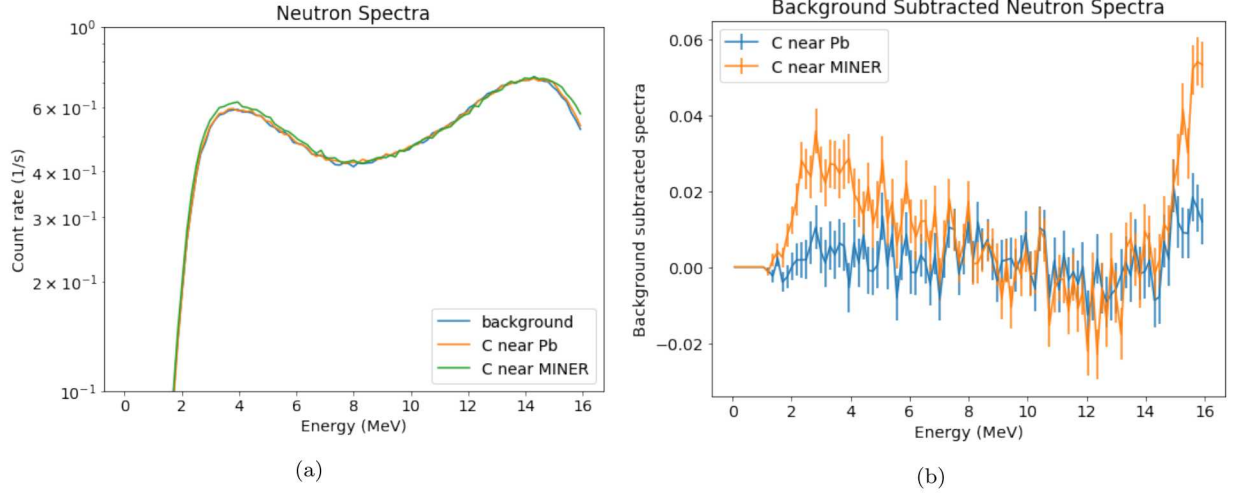 Neutron Spectra
Count rate (1/s)
10⁰
6 × 10⁻¹
4 × 10⁻¹
3 × 10⁻¹
2 × 10⁻¹
10⁻¹
background
C near Pb
C near MINER
0 2 4 6 8 10 12 14 16
Energy (MeV)
(a)
Background Subtracted Neutron Spectra
Background subtracted spectra
0.06
0.04
0.02
0.00
−0.02
C near Pb
C near MINER
0 2 4 6 8 10 12 14 16
Energy (MeV)
(b)